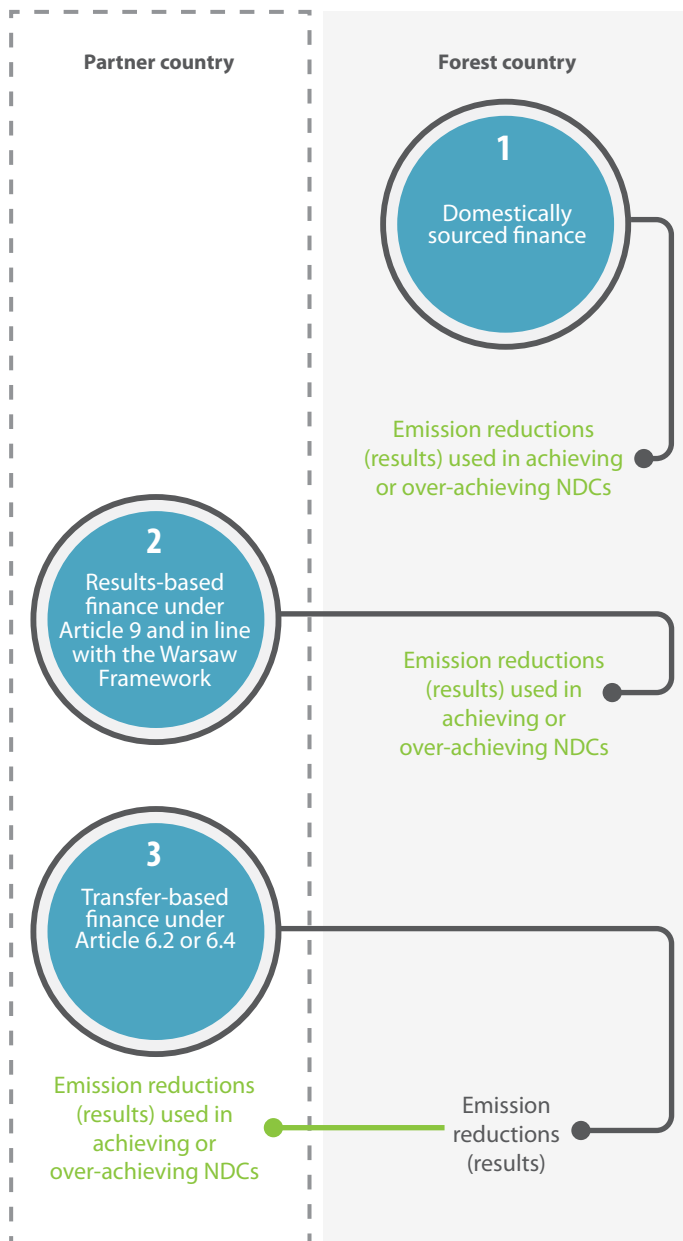 Partner country
Forest country
1
Domestically
sourced finance
Emission reductions
(results) used in achieving
or over-achieving NDCs
2
Results-based
finance under
Article 9 and in line
with the Warsaw
Framework
Emission reductions
(results) used in
achieving or
over-achieving NDCs
3
Transfer-based
finance under
Article 6.2 or 6.4
Emission reductions
(results) used in
achieving or
over-achieving NDCs
Emission
reductions
(results)